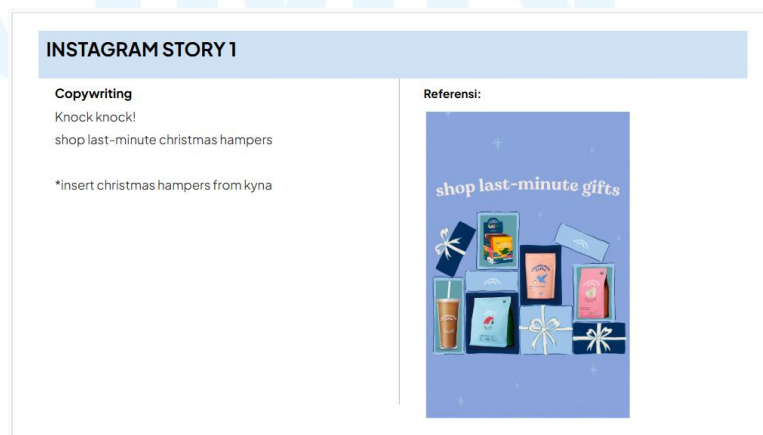 INSTAGRAM STORY 1
Copywriting
Knock knock!
shop last-minute christmas hampers
*insert christmas hampers from kyna
Referensi:
shop last-minute gifts